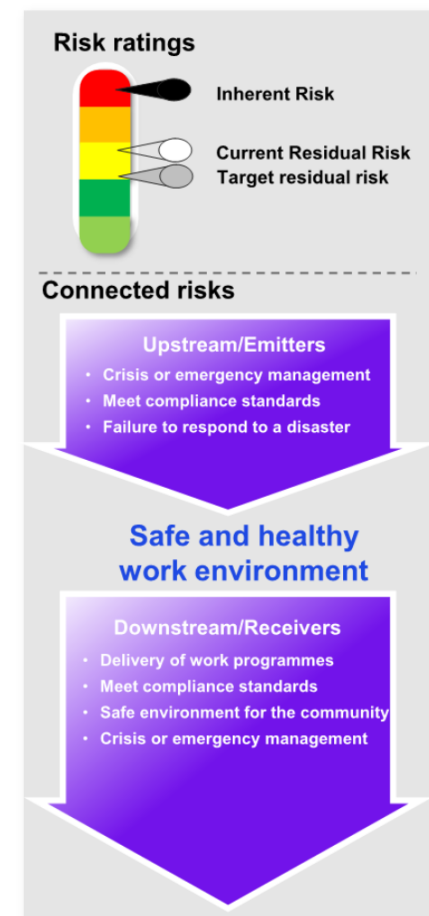 Risk ratings
Inherent Risk
Current Residual Risk
Target residual risk
Connected risks
Upstream/Emitters
• Crisis or emergency management
• Meet compliance standards
• Failure to respond to a disaster
Safe and healthy
work environment
Downstream/Receivers
• Delivery of work programmes
• Meet compliance standards
• Safe environment for the community
• Crisis or emergency management